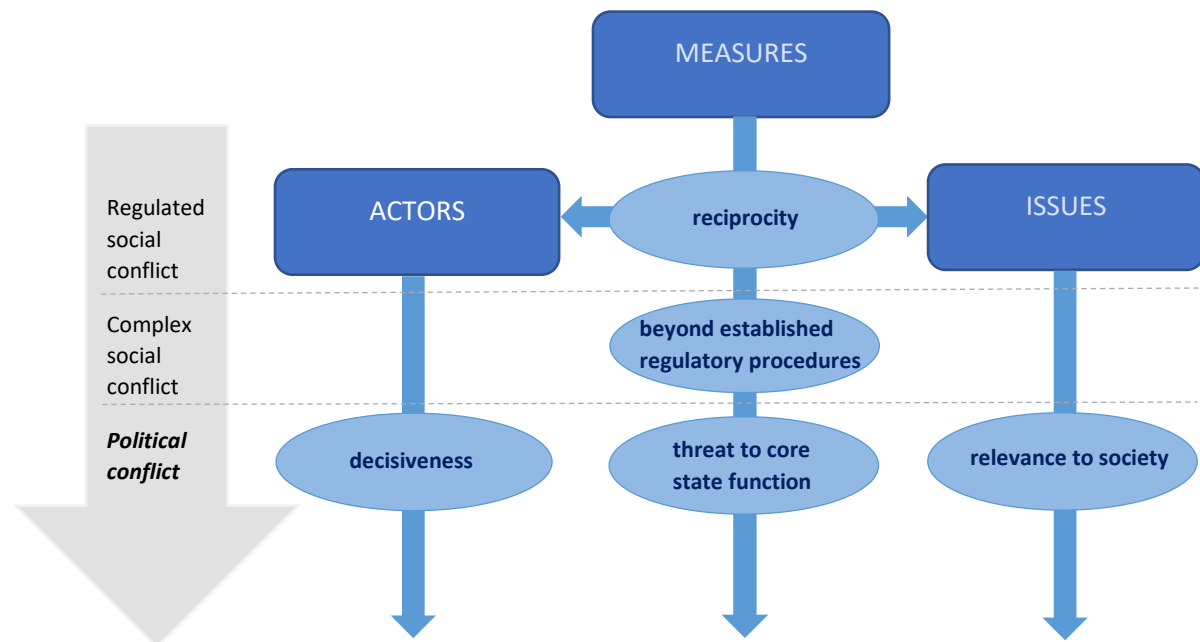 MEASURES
Regulated
social
conflict
ACTORS
reciprocity
ISSUES
Complex
social
conflict
beyond established
regulatory procedures
Political
conflict
decisiveness
threat to core
state function
relevance to society